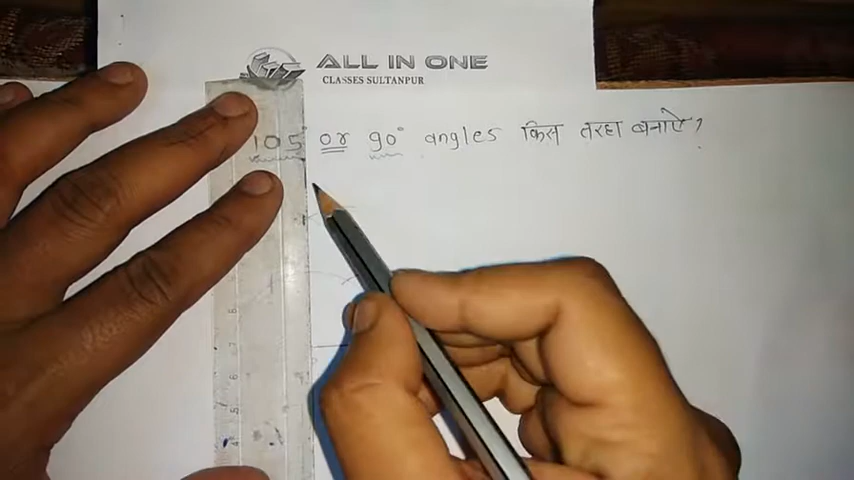 ALL IN ONE
CLASSES SULTANPUR
105 or 90° angles किस तरहा बनाऐ ?